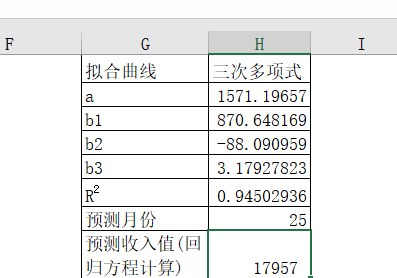 F G H I
拟合曲线 三次多项式
a 1571.19657
b1 870.648169
b2 -88.090959
b3 3.17927823
R² 0.94502936
预测月份 25
预测收入值(回
归方程计算) 17957